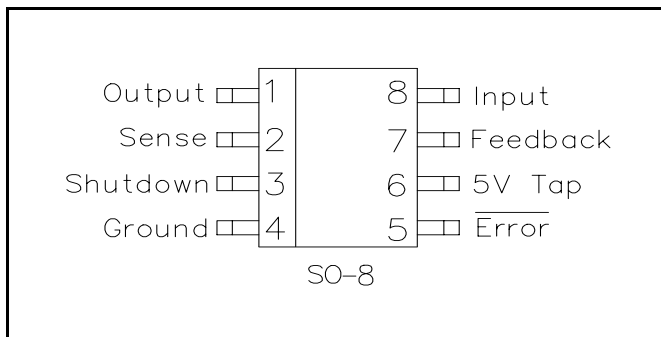 Output 1 8 Input
Sense 2 7 Feedback
Shutdown 3 6 5V Tap
Ground 4 5 Error
SO-8